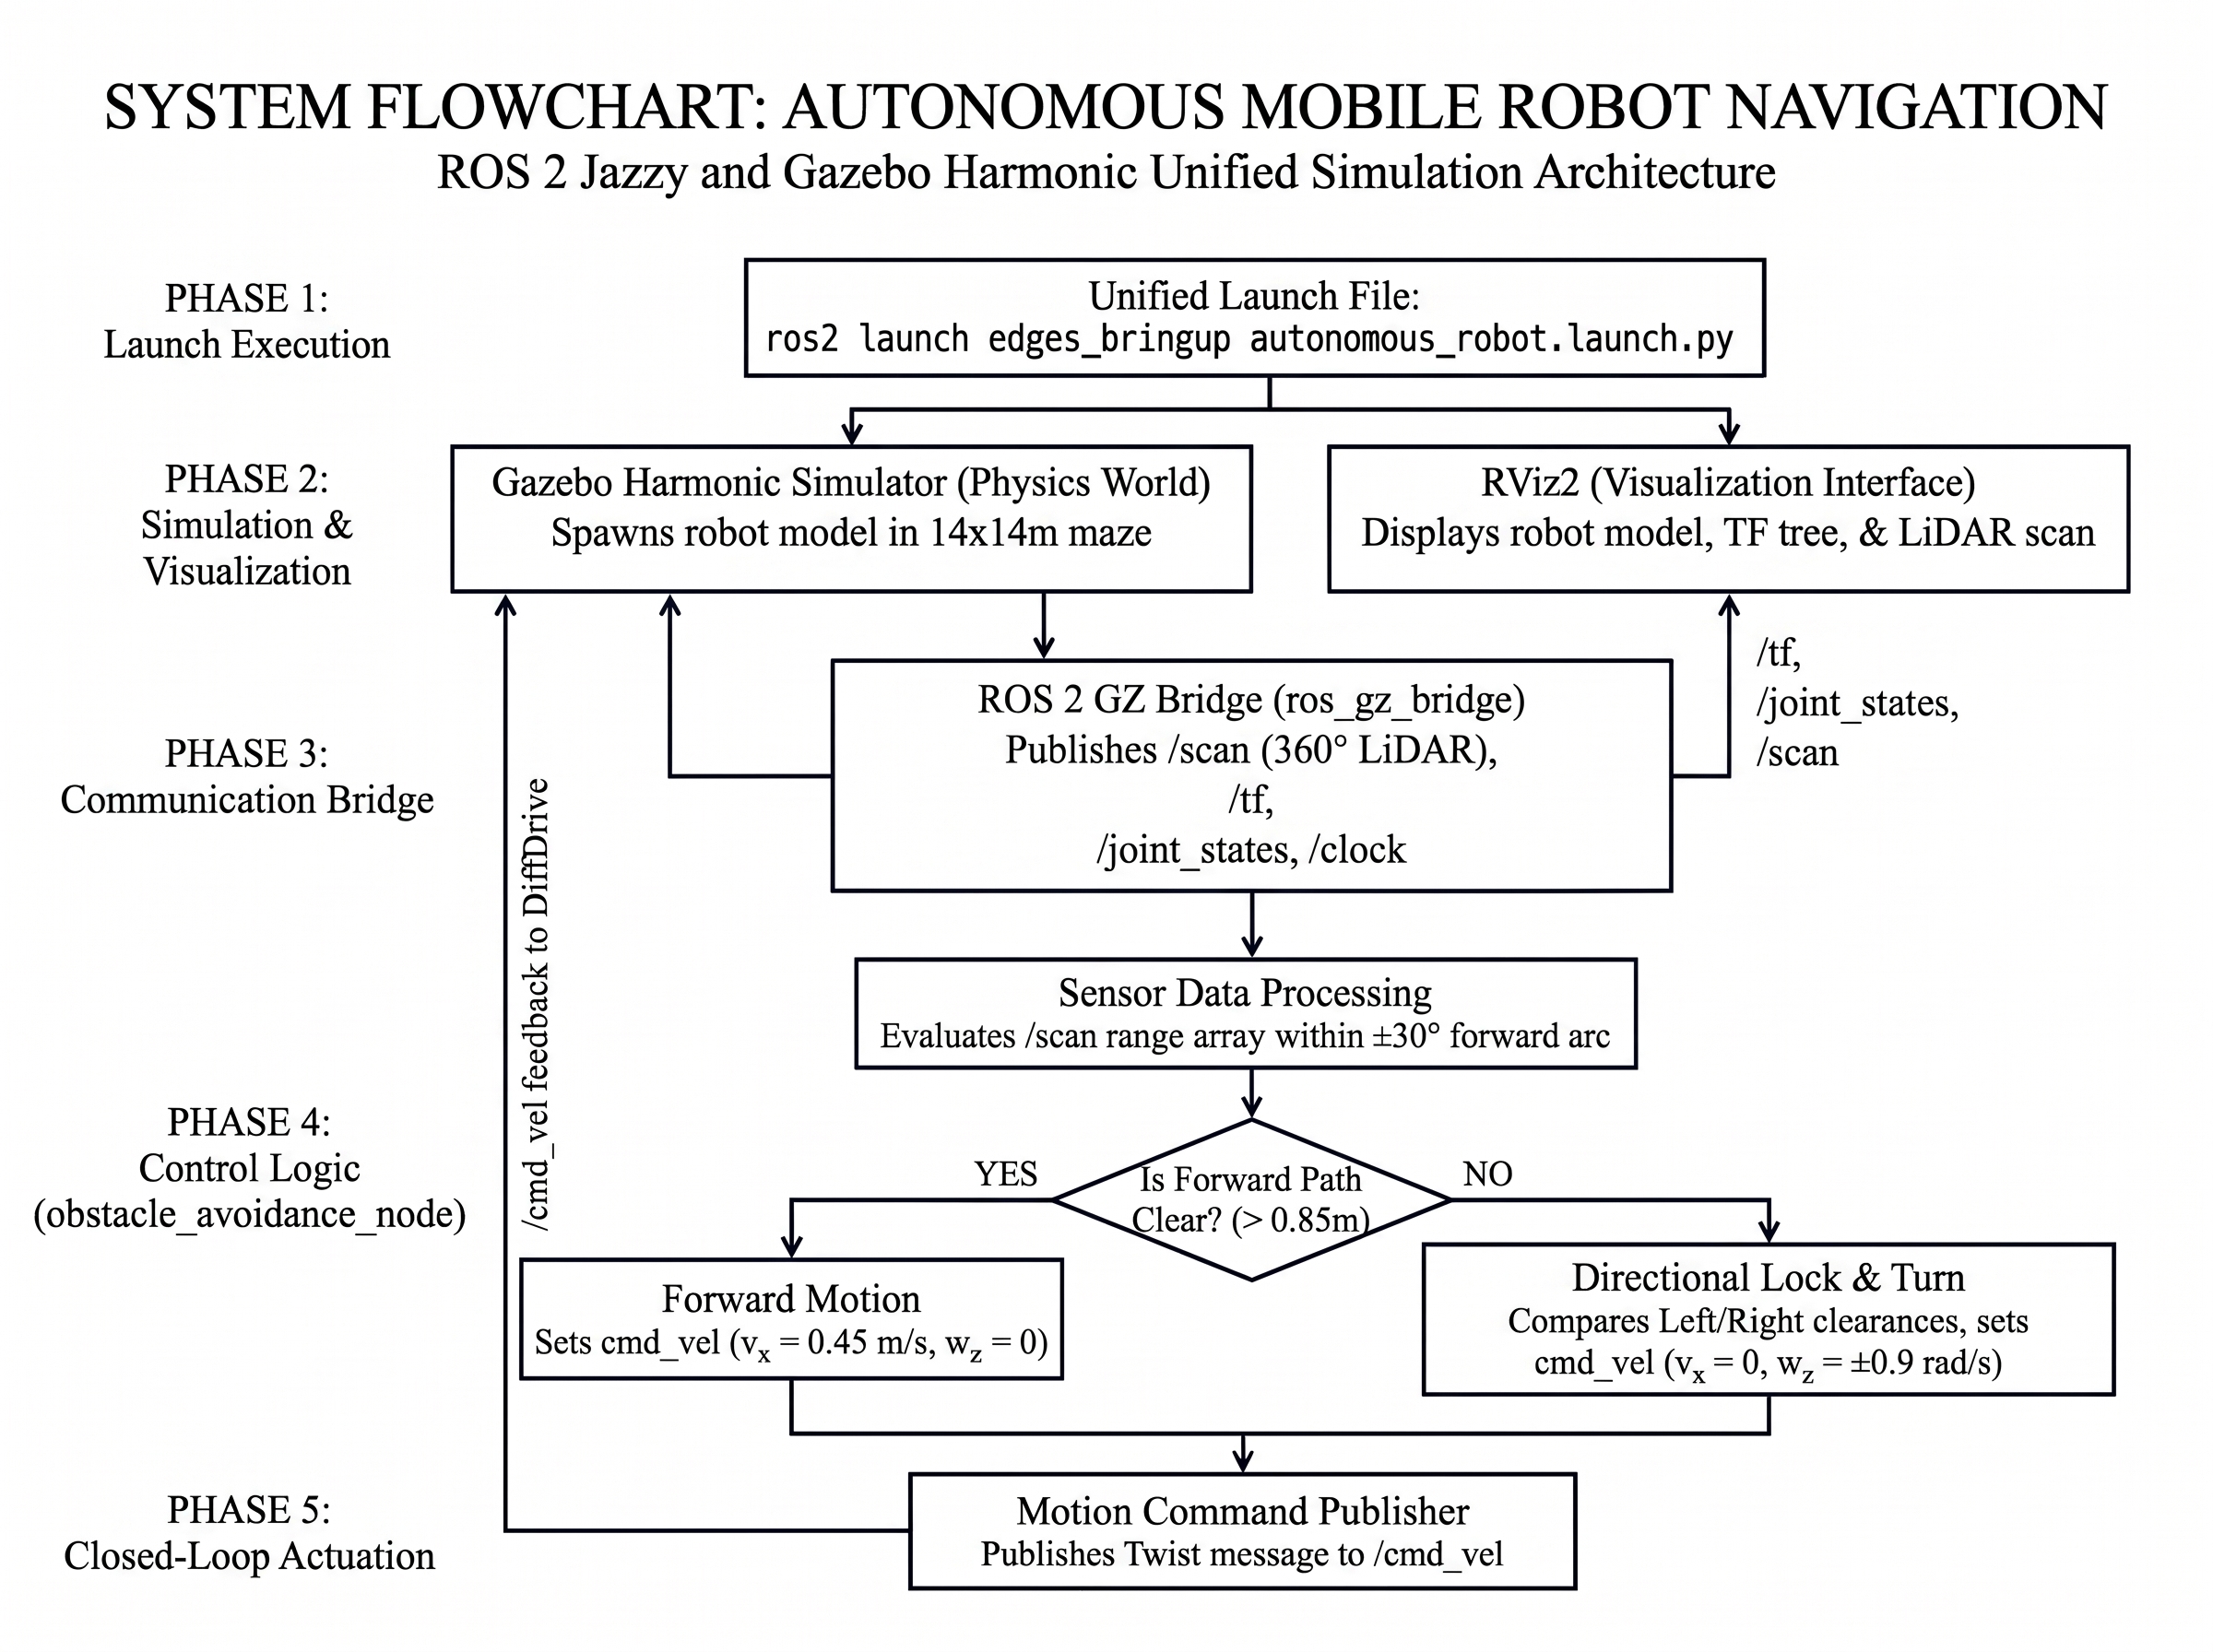 SYSTEM FLOWCHART: AUTONOMOUS MOBILE ROBOT NAVIGATION
ROS 2 Jazzy and Gazebo Harmonic Unified Simulation Architecture
PHASE 1:
Launch Execution
Unified Launch File:
ros2 launch edges_bringup autonomous_robot.launch.py
PHASE 2:
Simulation &
Visualization
Gazebo Harmonic Simulator (Physics World)
Spawns robot model in 14x14m maze
RViz2 (Visualization Interface)
Displays robot model, TF tree, & LiDAR scan
/tf,
/joint_states,
/scan
PHASE 3:
Communication Bridge
ROS 2 GZ Bridge (ros_gz_bridge)
Publishes /scan (360° LiDAR),
/tf,
/joint_states, /clock
/cmd_vel feedback to DiffDrive
Sensor Data Processing
Evaluates /scan range array within ±30° forward arc
PHASE 4:
Control Logic
(obstacle_avoidance_node)
YES
Is Forward Path
Clear? (> 0.85m)
NO
Forward Motion
Sets cmd_vel (vₓ = 0.45 m/s, w_z = 0)
Directional Lock & Turn
Compares Left/Right clearances, sets
cmd_vel (vₓ = 0, w_z = ±0.9 rad/s)
PHASE 5:
Closed-Loop Actuation
Motion Command Publisher
Publishes Twist message to /cmd_vel